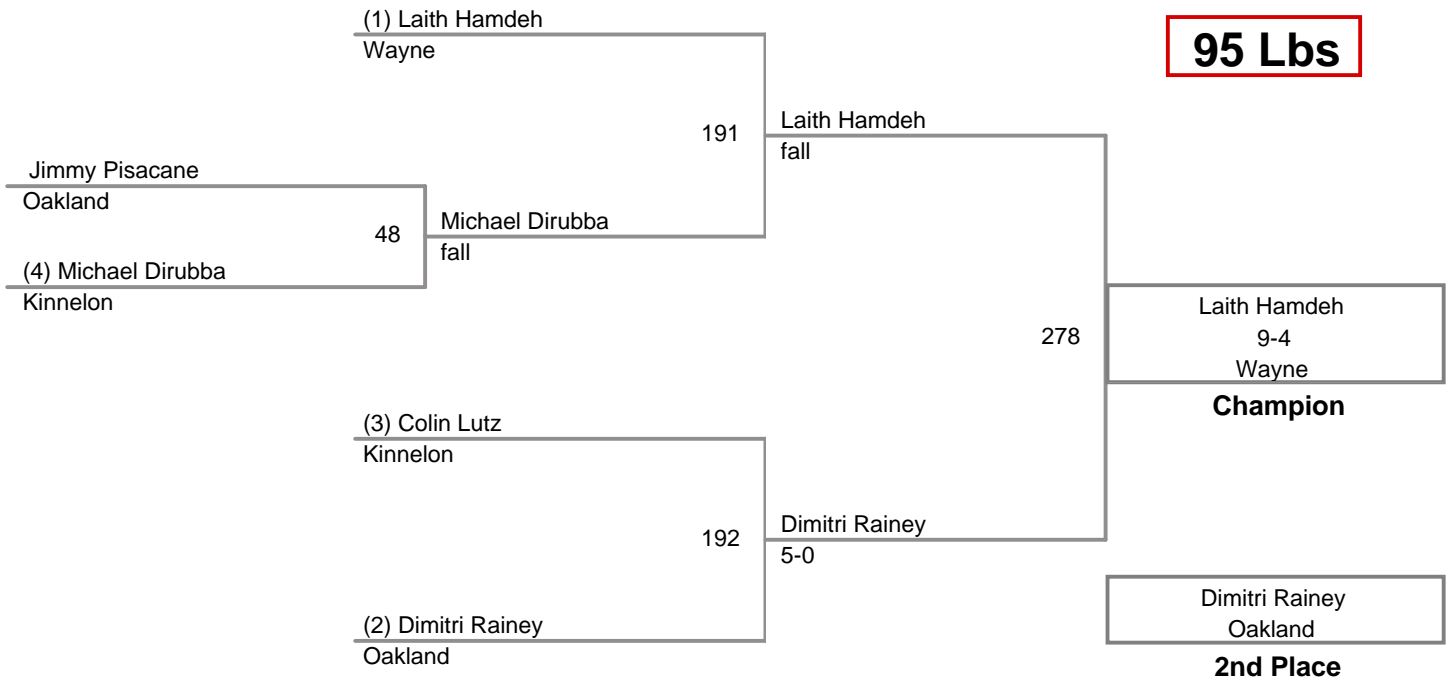 (1) Laith Hamdeh
Wayne
95 Lbs
191
Laith Hamdeh
fall
Jimmy Pisacane
Oakland
48
Michael Dirubba
fall
(4) Michael Dirubba
Kinnelon
278
Laith Hamdeh
9-4
Wayne
Champion
(3) Colin Lutz
Kinnelon
192
Dimitri Rainey
5-0
(2) Dimitri Rainey
Oakland
Dimitri Rainey
Oakland
2nd Place